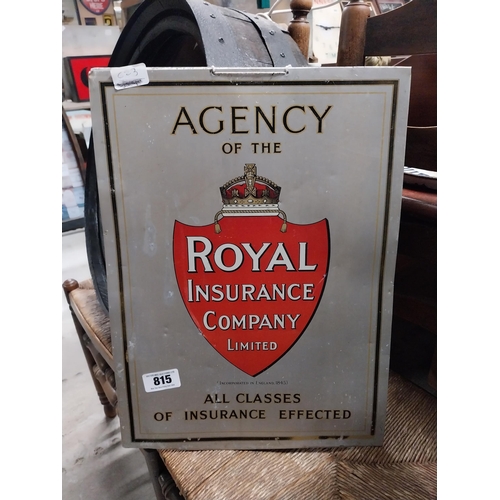 AGENCY
OF THE
ROYAL
INSURANCE
COMPANY
LIMITED
815
ALL CLASSES
OF INSURANCE EFFECTED